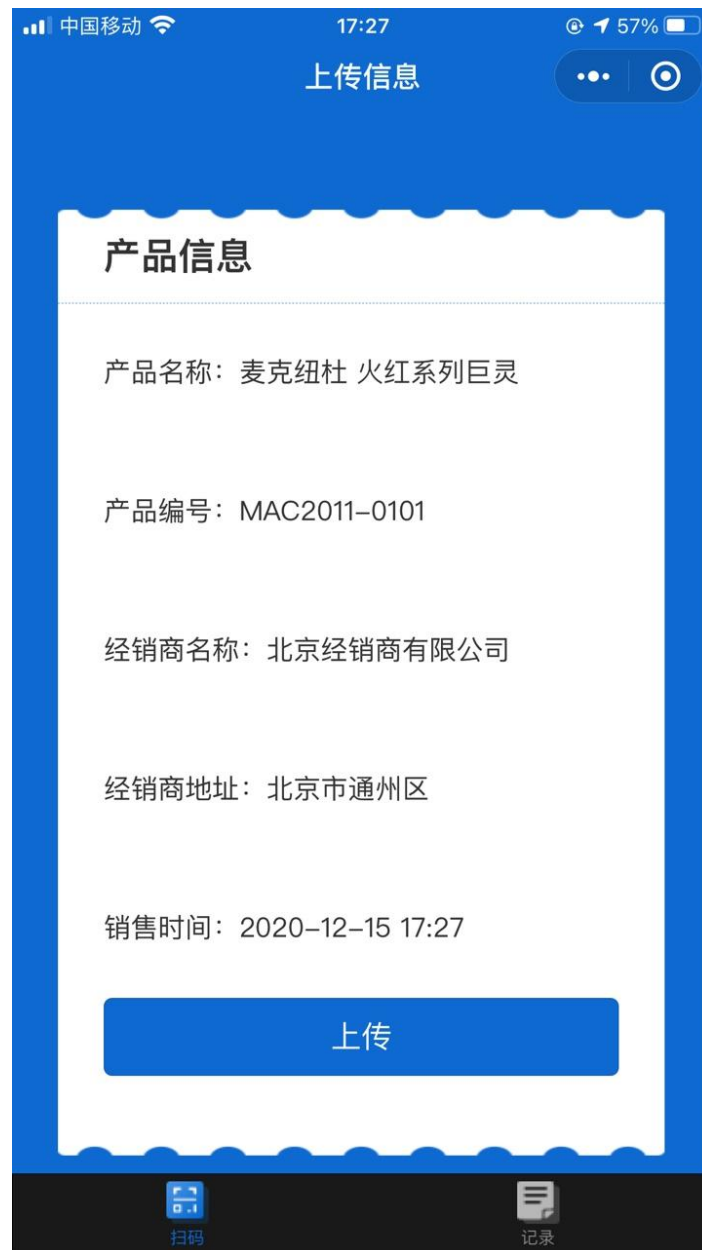 中国移动 17:27 57%
上传信息
产品信息
产品名称：麦克纽杜 火红系列巨灵
产品编号：MAC2011-0101
经销商名称：北京经销商有限公司
经销商地址：北京市通州区
销售时间：2020-12-15 17:27
上传
扫码 记录